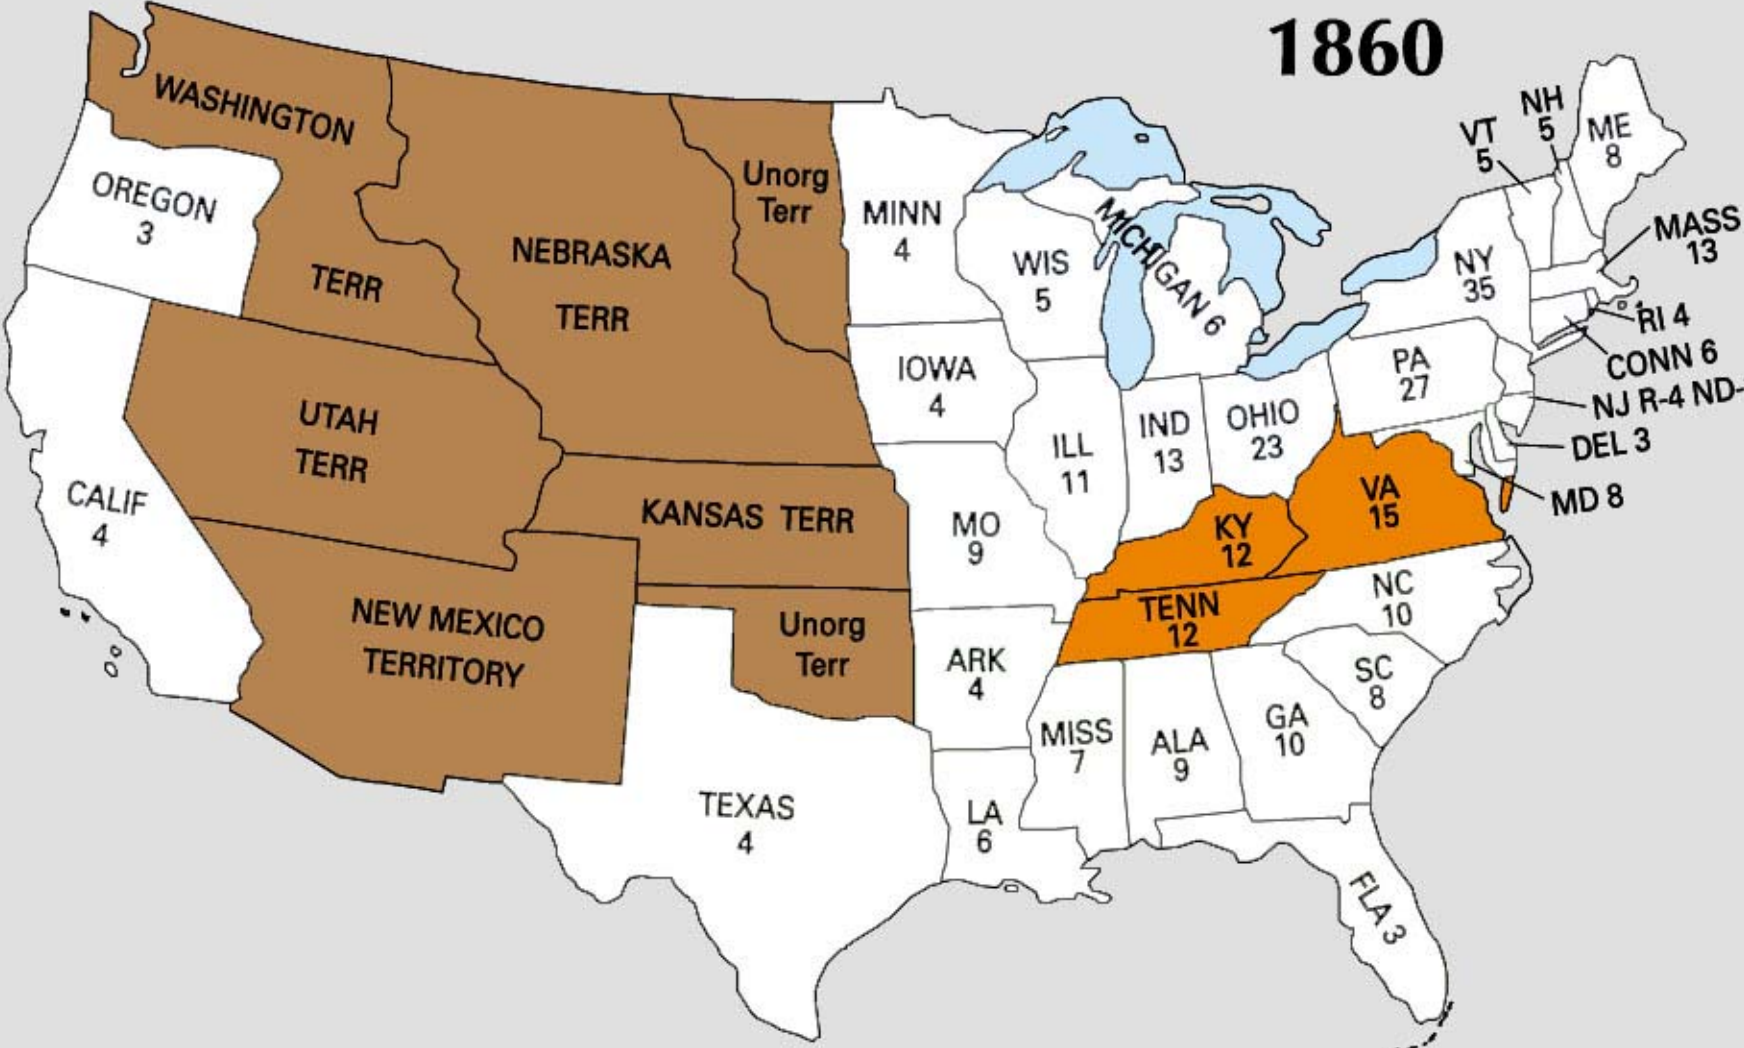 1860
WASHINGTON
TERR
OREGON
3
NEBRASKA
TERR
Unorg
Terr
MINN
4
WIS
5
MICHIGAN 6
VT
5
NH
5
ME
8
MASS
13
NY
35
RI 4
CONN 6
NJ R-4 ND-
DEL 3
MD 8
PA
27
IOWA
4
ILL
11
IND
13
OHIO
23
UTAH
TERR
CALIF
4
KANSAS TERR
MO
9
KY
12
VA
15
NEW MEXICO
TERRITORY
Unorg
Terr
ARK
4
TENN
12
NC
10
SC
8
TEXAS
4
LA
6
MISS
7
ALA
9
GA
10
FLA 3